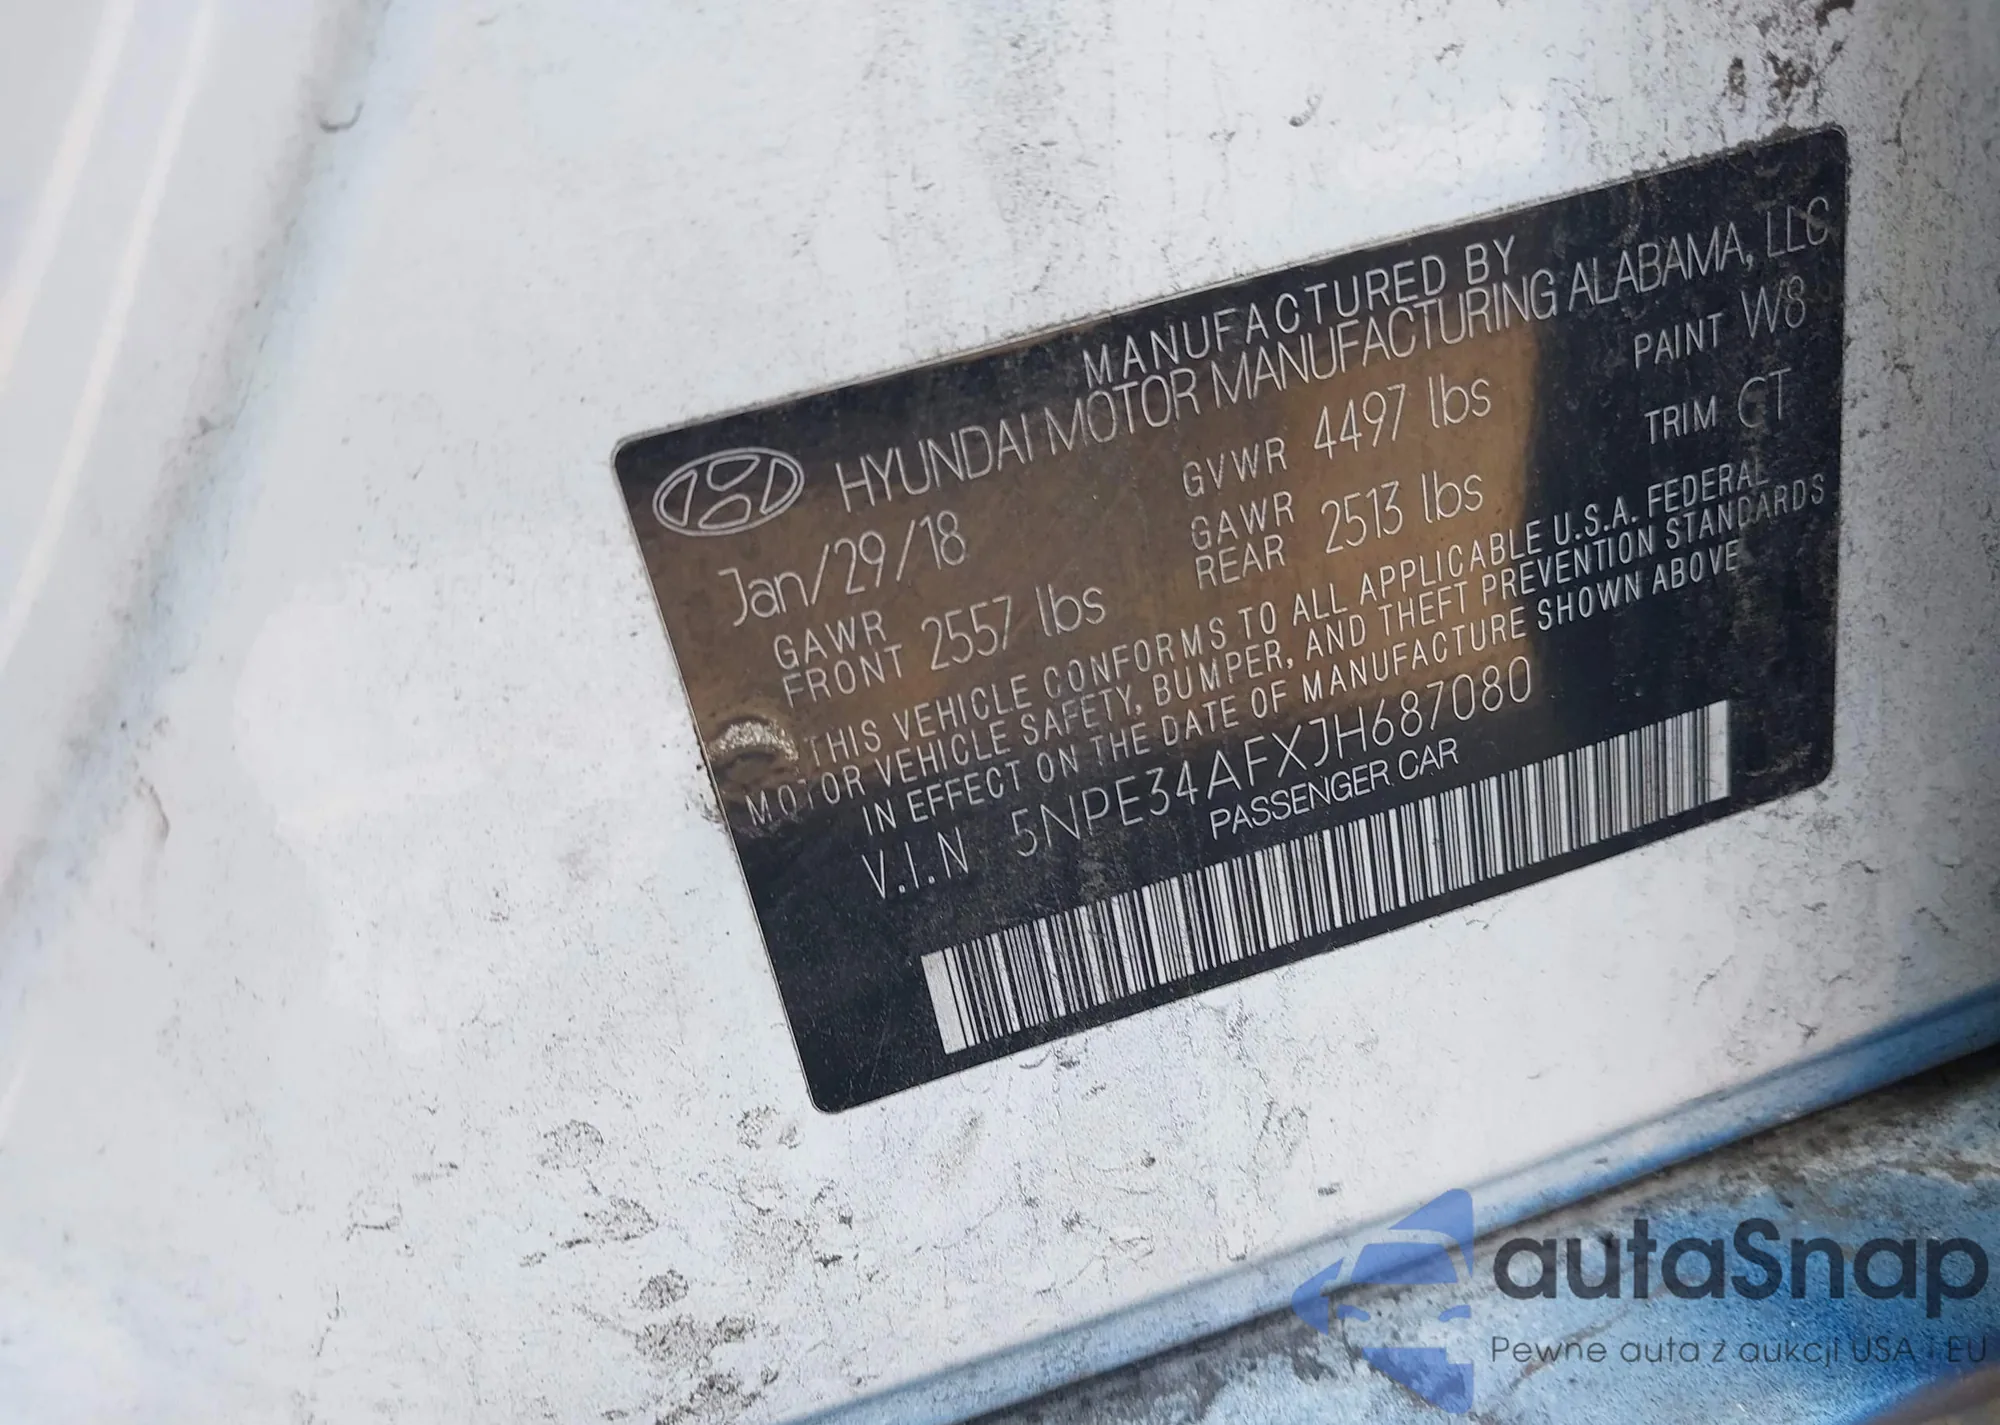 MANUFACTURED BY
HYUNDAI MOTOR MANUFACTURING ALABAMA, LLC
Jan/29/18 GVWR 4497 lbs PAINT W8
GAWR FRONT 2557 lbs GAWR REAR 2513 lbs TRIM CT
THIS VEHICLE CONFORMS TO ALL APPLICABLE U.S.A. FEDERAL
MOTOR VEHICLE SAFETY, BUMPER, AND THEFT PREVENTION STANDARDS
IN EFFECT ON THE DATE OF MANUFACTURE SHOWN ABOVE
V.I.N 5NPE34AFXJH687080
PASSENGER CAR
autaSnap
Pewne auta z aukcji USA i EU